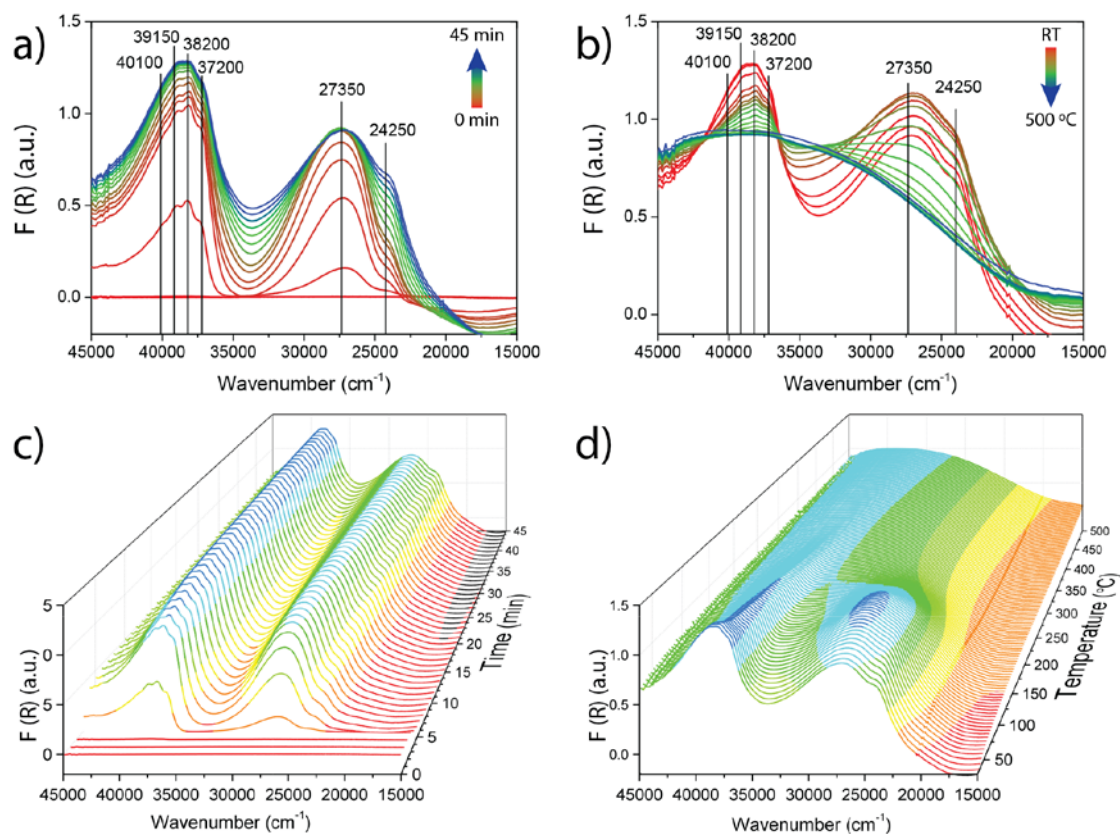 a)
1.5
1.0
0.5
0.0
F (R) (a.u.)
40100
39150
38200
37200
27350
24250
45 min
0 min
45000 40000 35000 30000 25000 20000 15000
Wavenumber (cm⁻¹)
b)
1.5
1.0
0.5
0.0
F (R) (a.u.)
40100
39150
38200
37200
27350
24250
RT
500 ºC
45000 40000 35000 30000 25000 20000 15000
Wavenumber (cm⁻¹)
c)
5
0
5
0
F (R) (a.u.)
45
40
35
30
25
20
15
10
5
0
Time (min)
45000 40000 35000 30000 25000 20000 15000
Wavenumber (cm⁻¹)
d)
1.5
1.0
0.5
0.0
F (R) (a.u.)
500
450
400
350
300
250
200
150
100
50
Temperature (ºC)
45000 40000 35000 30000 25000 20000 15000
Wavenumber (cm⁻¹)